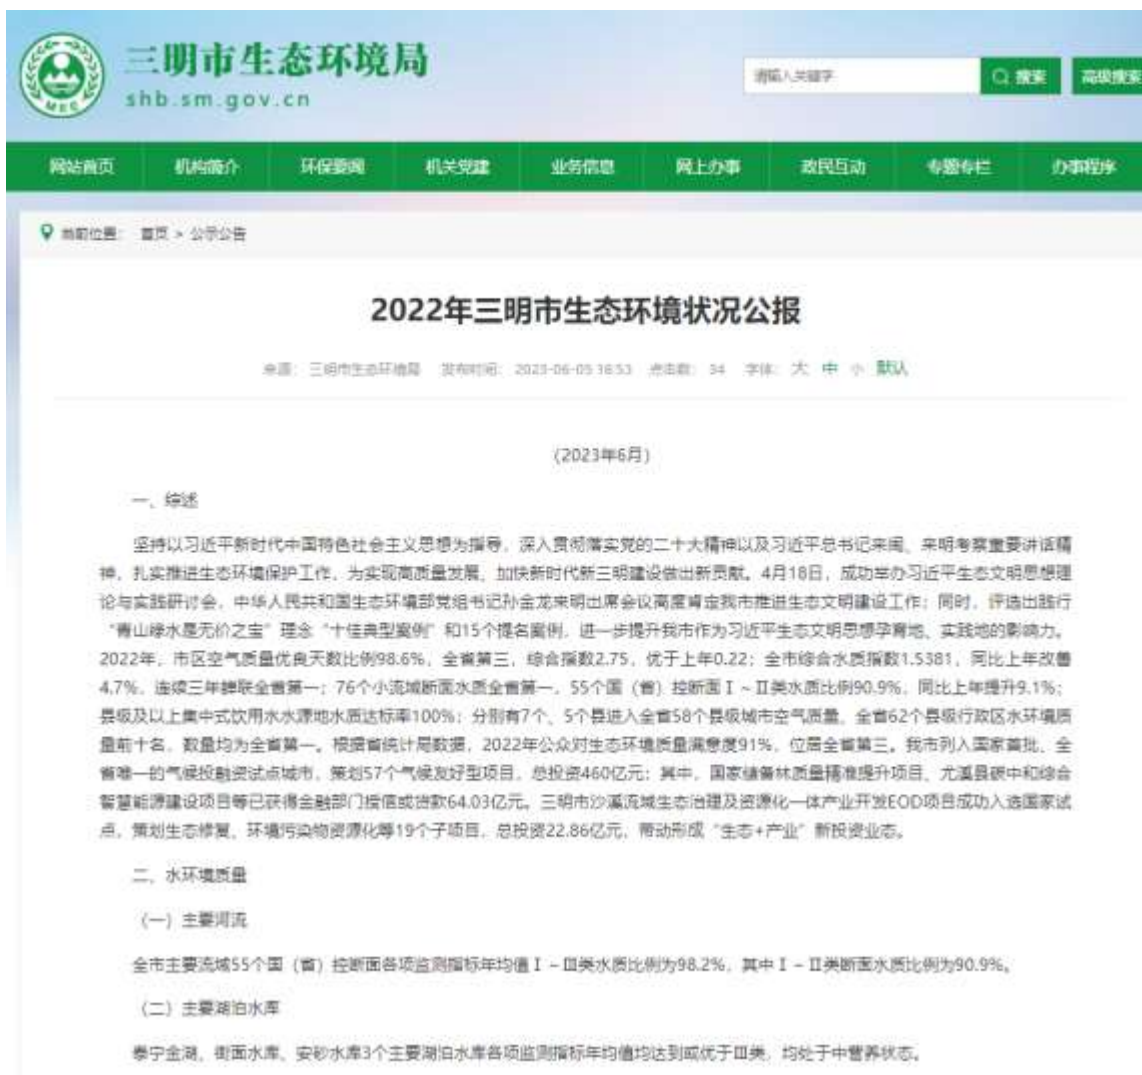 三明市生态环境局
shb.sm.gov.cn
MEE
请输入关键字 搜索 高级搜索
网站首页 机构简介 环保要闻 机关党建 业务信息 网上办事 政民互动 专题专栏 办事程序
当前位置: 首页 > 公示公告
2022年三明市生态环境状况公报
来源: 三明市生态环境局 发布时间: 2023-06-05 16:53 点击数: 34 字体: 大 中 小 默认
(2023年6月)
一、综述
坚持以习近平新时代中国特色社会主义思想为指导，深入贯彻落实党的二十大精神以及习近平总书记来闽、来明考察重要讲话精
神，扎实推进生态环境保护工作，为实现高质量发展、加快新时代新三明建设做出新贡献。4月18日，成功举办习近平生态文明思想理
论与实践研讨会，中华人民共和国生态环境部党组书记孙金龙来明出席会议高度肯定我市推进生态文明建设工作；同时，评选出践行
“青山绿水是无价之宝”理念“十佳典型案例”和15个提名案例，进一步提升我市作为习近平生态文明思想孕育地、实践地的影响力。
2022年，市区空气质量优良天数比例98.6%，全省第三，综合指数2.75，优于上年0.22；全市综合水质指数1.5381，同比上年改善
4.7%，连续三年蝉联全省第一；76个小流域断面水质全省第一，55个国（省）控断面Ⅰ~Ⅱ类水质比例90.9%，同比上年提升9.1%；
县级及以上集中式饮用水水源地水质达标率100%；分别有7个、5个县进入全省58个县级城市空气质量、全省62个县级行政区水环境质
量前十名，数量均为全省第一。根据省统计局数据，2022年公众对生态环境质量满意度91%，位居全省第三。我市列入国家首批、全
省唯一的气候投融资试点城市，策划57个气候友好型项目，总投资460亿元；其中，国家储备林质量精准提升项目、尤溪县碳中和综合
智慧能源建设项目等已获得金融部门授信或贷款64.03亿元。三明市沙溪流域生态治理及资源化一体产业开发EOD项目成功入选国家试
点，策划生态修复、环境污染物资源化等19个子项目，总投资22.86亿元，带动形成“生态+产业”新投资业态。
二、水环境质量
（一）主要河流
全市主要流域55个国（省）控断面各项监测指标年均值Ⅰ~Ⅲ类水质比例为98.2%，其中Ⅰ~Ⅱ类断面水质比例为90.9%。
（二）主要湖泊水库
泰宁金湖、街面水库、安砂水库3个主要湖泊水库各项监测指标年均值均达到或优于Ⅲ类，均处于中营养状态。